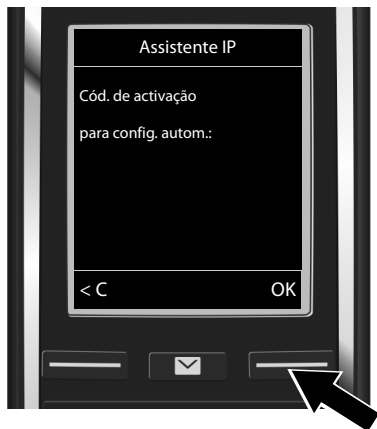 Assistente IP
Cód. de activação
para config. autom.:
< C
OK